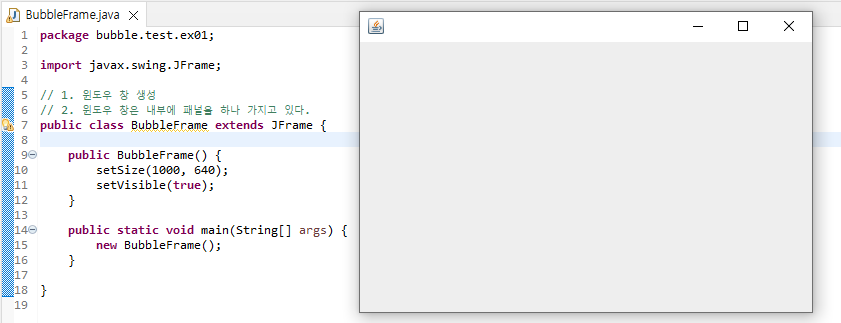 BubbleFrame.java
1 package bubble.test.ex01;
2
3 import javax.swing.JFrame;
4
5 // 1. 윈도우 창 생성
6 // 2. 윈도우 창은 내부에 패널을 하나 가지고 있다.
7 public class BubbleFrame extends JFrame {
8
9 public BubbleFrame() {
10 setSize(1000, 640);
11 setVisible(true);
12 }
13
14 public static void main(String[] args) {
15 new BubbleFrame();
16 }
17
18 }
19